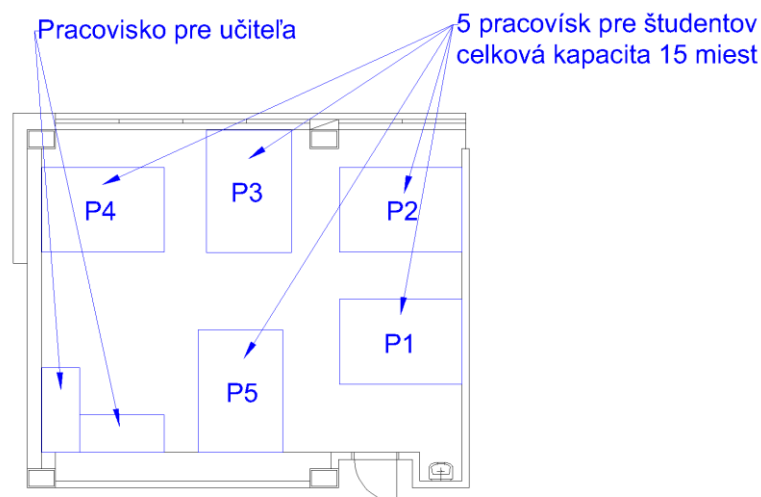 Pracovisko pre učiteľa
5 pracovísk pre študentov
celková kapacita 15 miest
P4
P3
P2
P1
P5